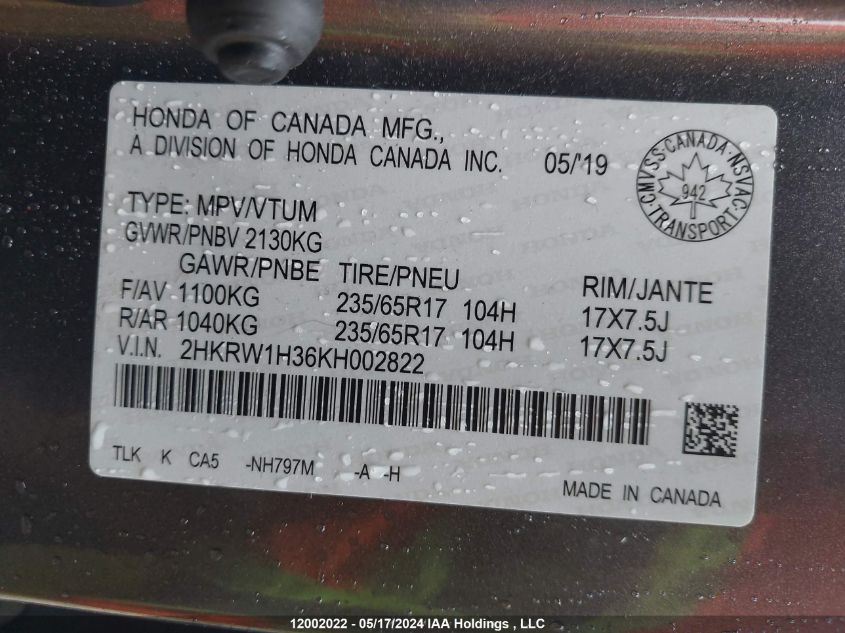 HONDA OF CANADA MFG.,
A DIVISION OF HONDA CANADA INC. 05/'19
CMVSS·CANADA·NSVAC·TRANSPORT·
942
TYPE: MPV/VTUM
GVWR/PNBV 2130KG
GAWR/PNBE TIRE/PNEU RIM/JANTE
F/AV 1100KG 235/65R17 104H 17X7.5J
R/AR 1040KG 235/65R17 104H 17X7.5J
V.I.N. 2HKRW1H36KH002822
TLK K CA5 -NH797M -A -H
MADE IN CANADA
12002022 - 05/17/2024 IAA Holdings , LLC